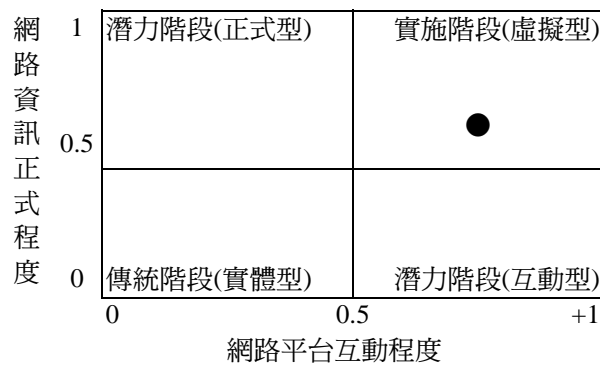 網路資訊正式程度
1
潛力階段(正式型)
實施階段(虛擬型)
0.5
0
傳統階段(實體型)
潛力階段(互動型)
0
0.5
+1
網路平台互動程度